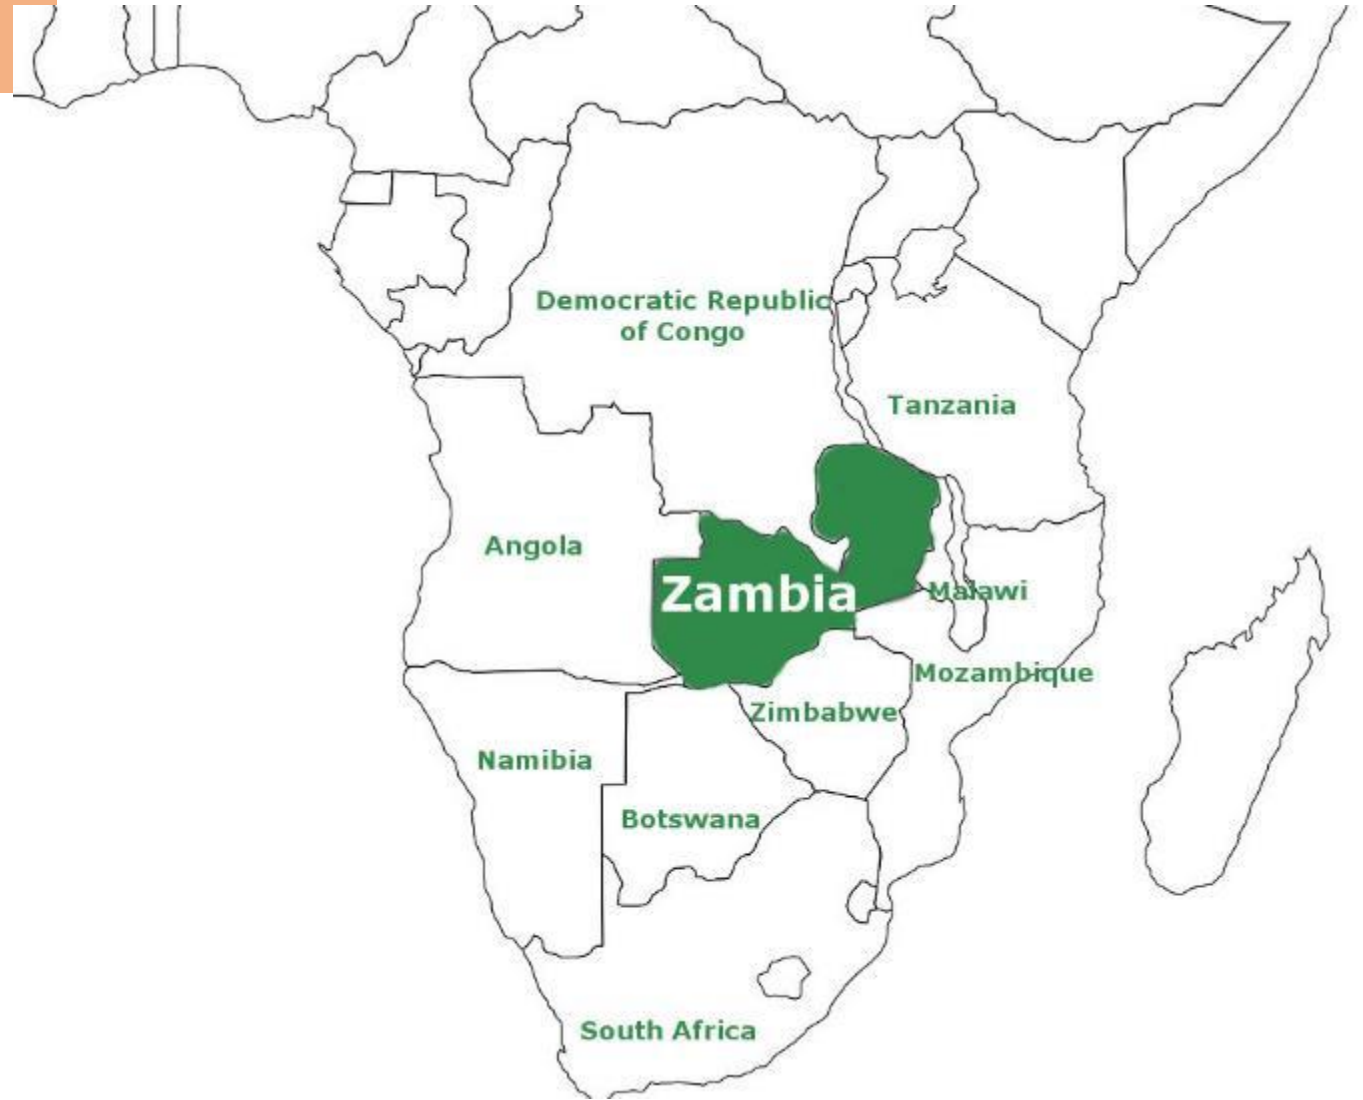 Democratic Republic
of Congo
Tanzania
Angola
Zambia
Malawi
Mozambique
Zimbabwe
Namibia
Botswana
South Africa